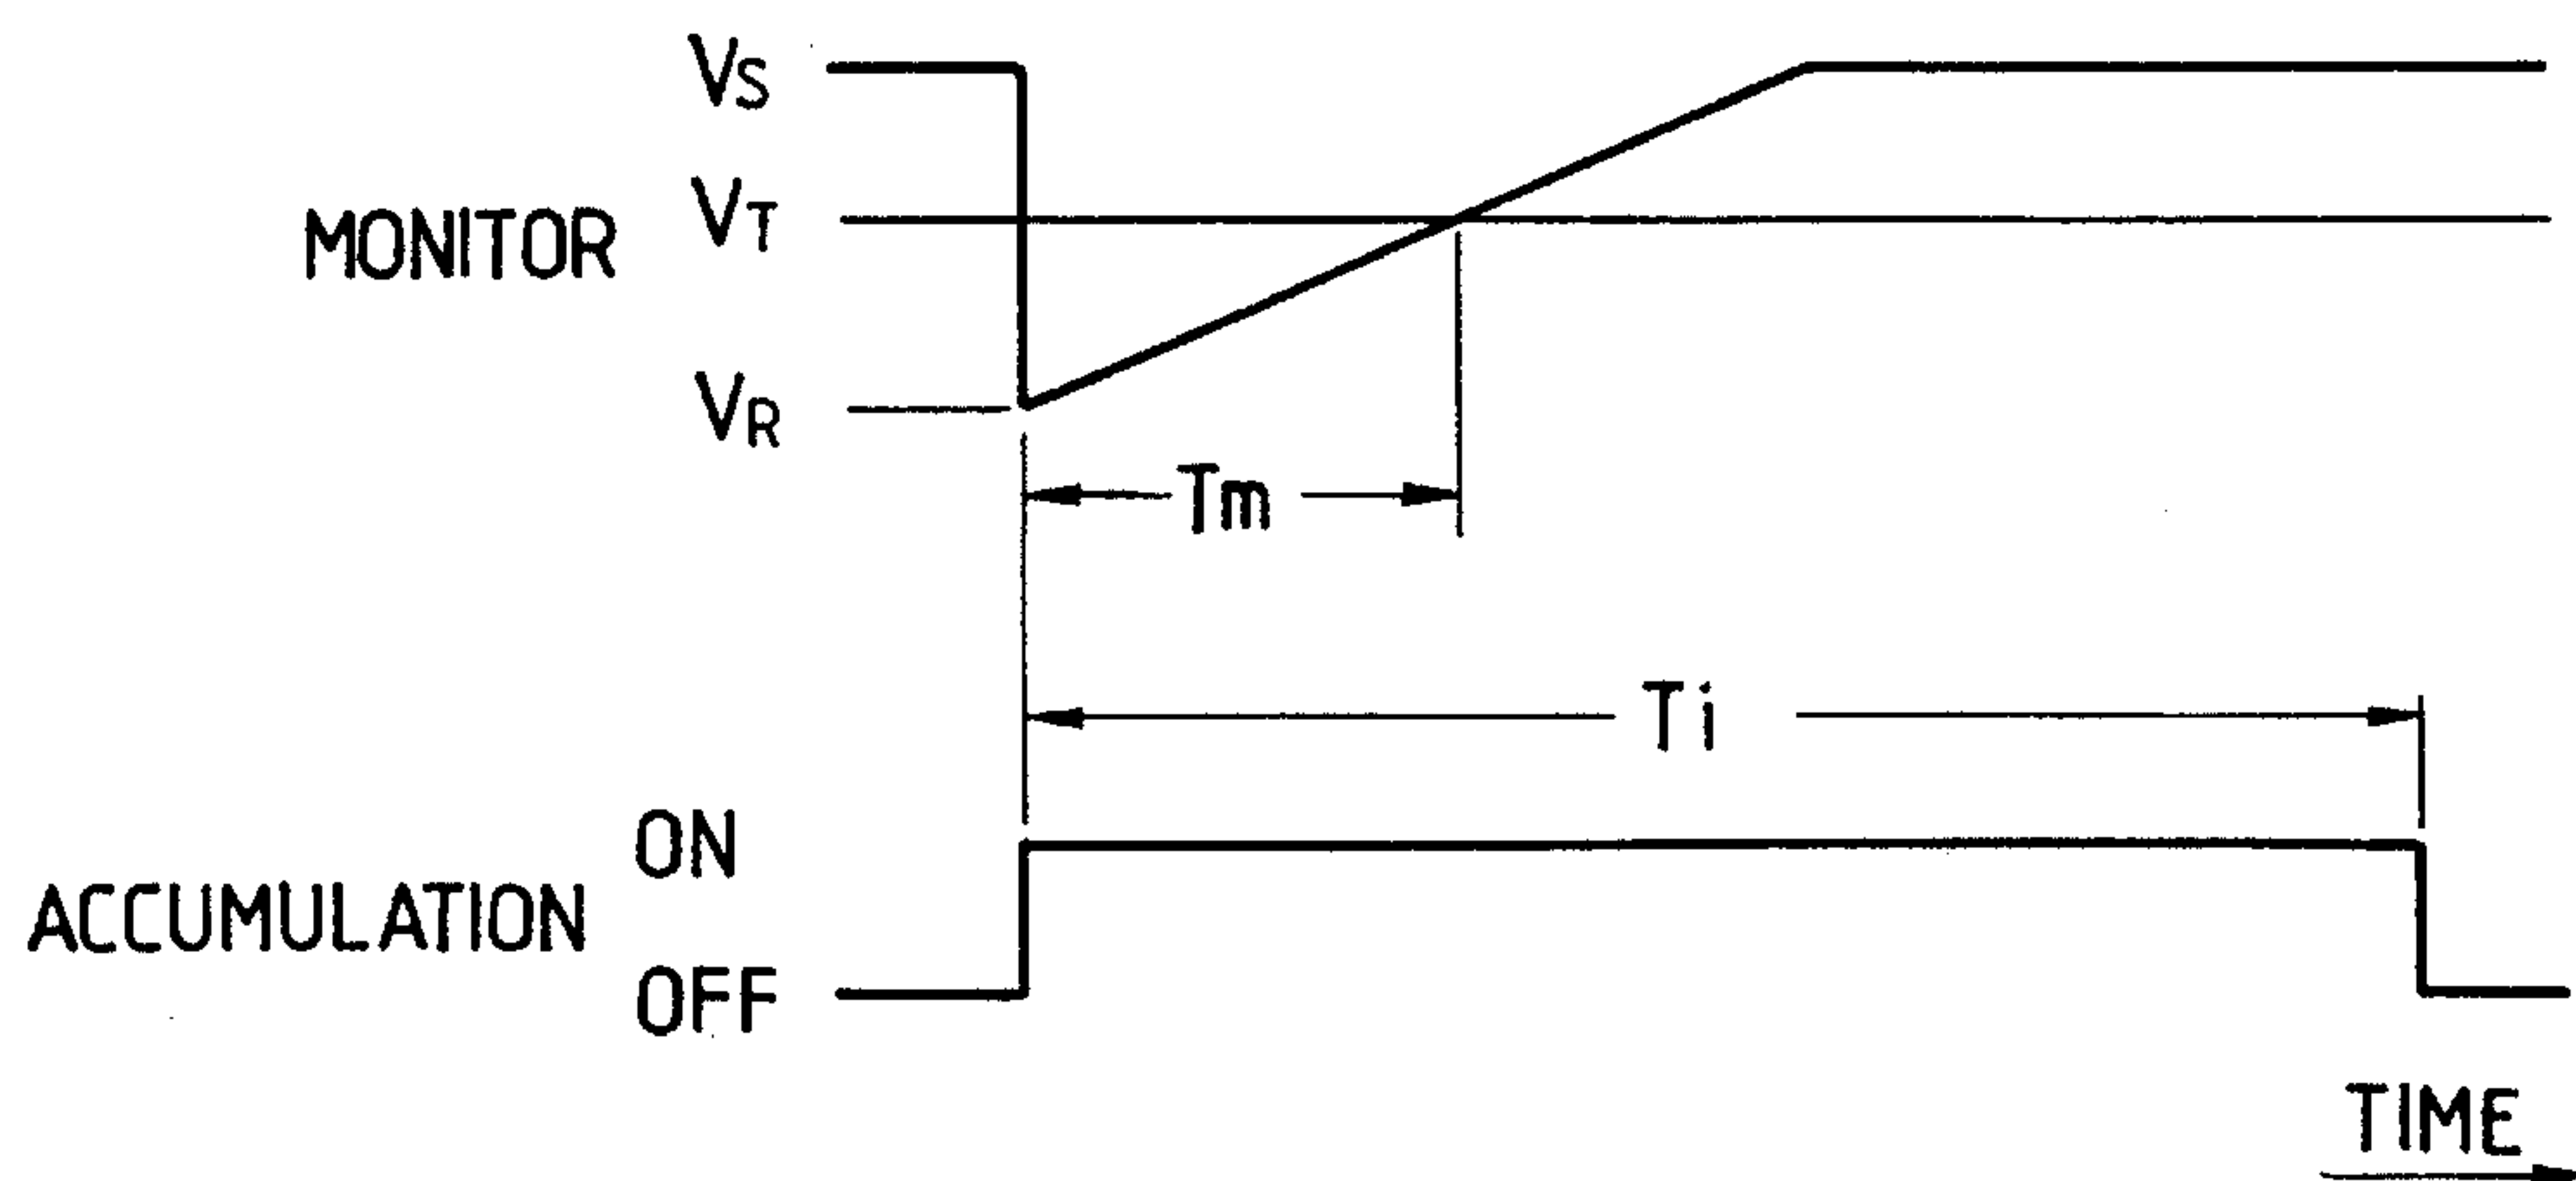 VS
MONITOR VT
VR
Tm
Ti
ON
ACCUMULATION
OFF
TIME